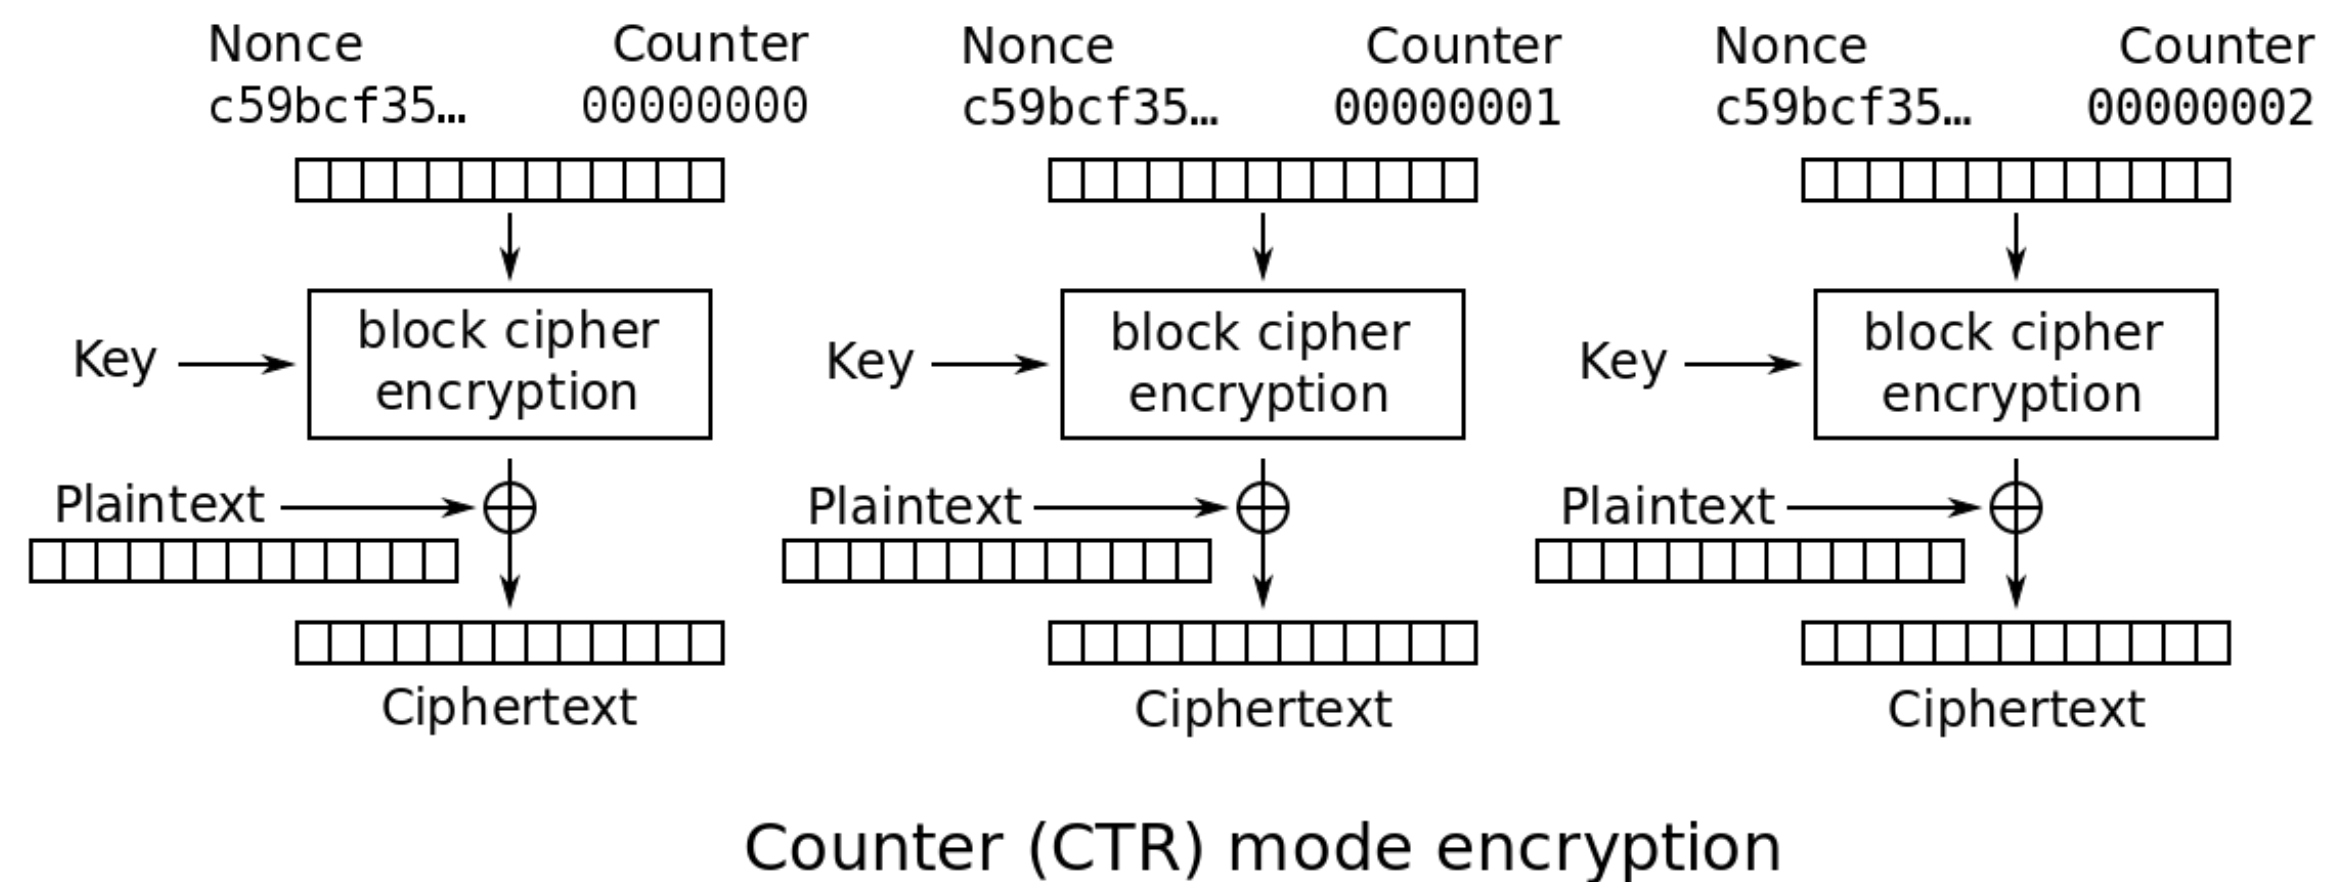 Nonce Counter Nonce Counter Nonce Counter
c59bcf35… 00000000 c59bcf35… 00000001 c59bcf35… 00000002
block cipher block cipher block cipher
Key encryption Key encryption Key encryption
Plaintext Plaintext Plaintext
Ciphertext Ciphertext Ciphertext
Counter (CTR) mode encryption